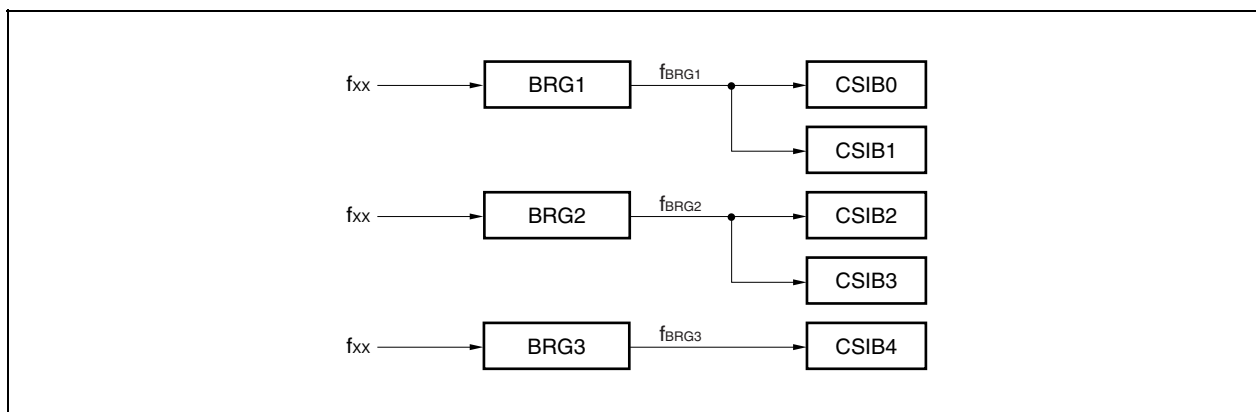 fxx BRG1 fBRG1 CSIB0
CSIB1
fxx BRG2 fBRG2 CSIB2
CSIB3
fxx BRG3 fBRG3 CSIB4